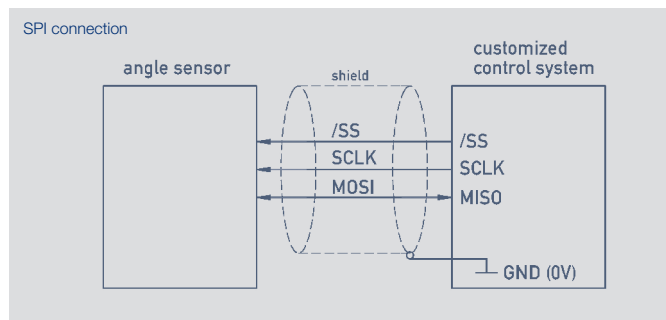 SPI connection
angle sensor
shield
customized
control system
/SS
/SS
SCLK
SCLK
MOSI
MISO
GND (0V)